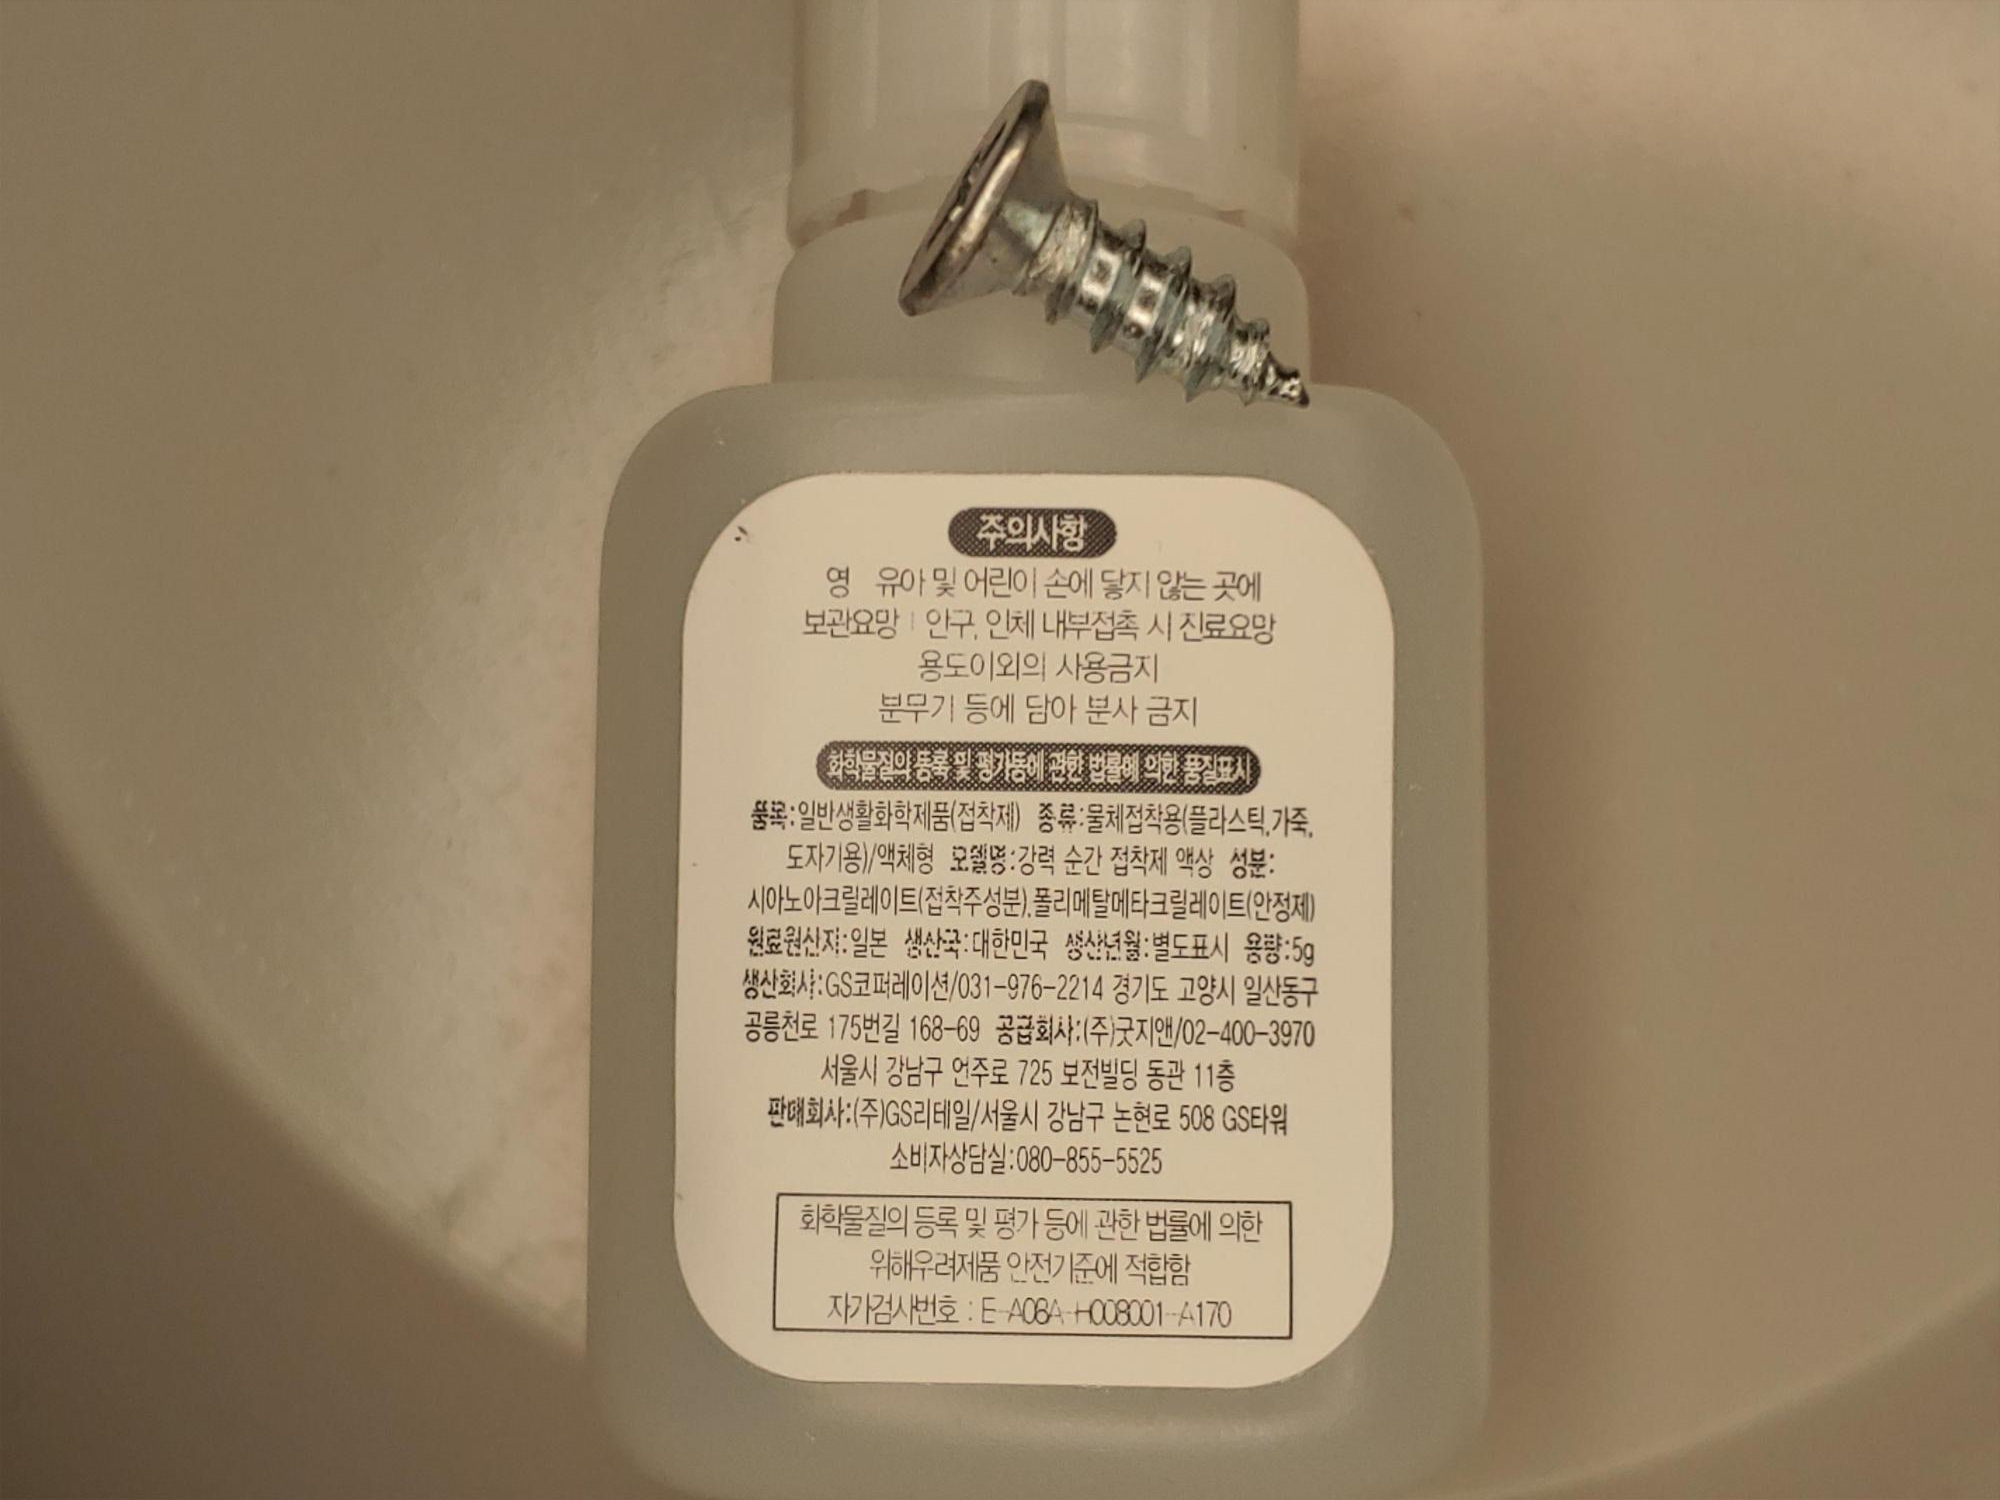 주의사항
영 유아 및 어린이 손에 닿지 않는 곳에
보관요망 | 안구, 인체 내부접촉 시 진료요망
용도이외의 사용금지
분무기 등에 담아 분사 금지
화학물질의 등록 및 평가등에 관한 법률에 의한 품질표시
품목:일반생활화학제품(접착제) 종류:물체접착용(플라스틱,가죽,
도자기용)/액체형 모델명:강력 순간 접착제 액상 성분:
시아노아크릴레이트(접착주성분),폴리메탈메타크릴레이트(안정제)
원료원산지:일본 생산국:대한민국 생산년월:별도표시 용량:5g
생산회사:GS코퍼레이션/031-976-2214 경기도 고양시 일산동구
공릉천로 175번길 168-69 공급회사:(주)굿지앤/02-400-3970
서울시 강남구 언주로 725 보전빌딩 동관 11층
판매회사:(주)GS리테일/서울시 강남구 논현로 508 GS타워
소비자상담실:080-855-5525
화학물질의 등록 및 평가 등에 관한 법률에 의한
위해우려제품 안전기준에 적합함
자가검사번호 : E-A08A-H008001-A170